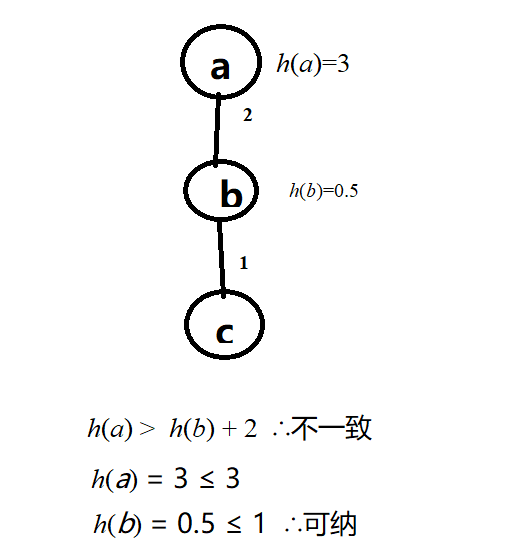 a h(a)=3
2
b h(b)=0.5
1
c
h(a) > h(b) + 2 ∴不一致
h(a) = 3 ≤ 3
h(b) = 0.5 ≤ 1 ∴可纳